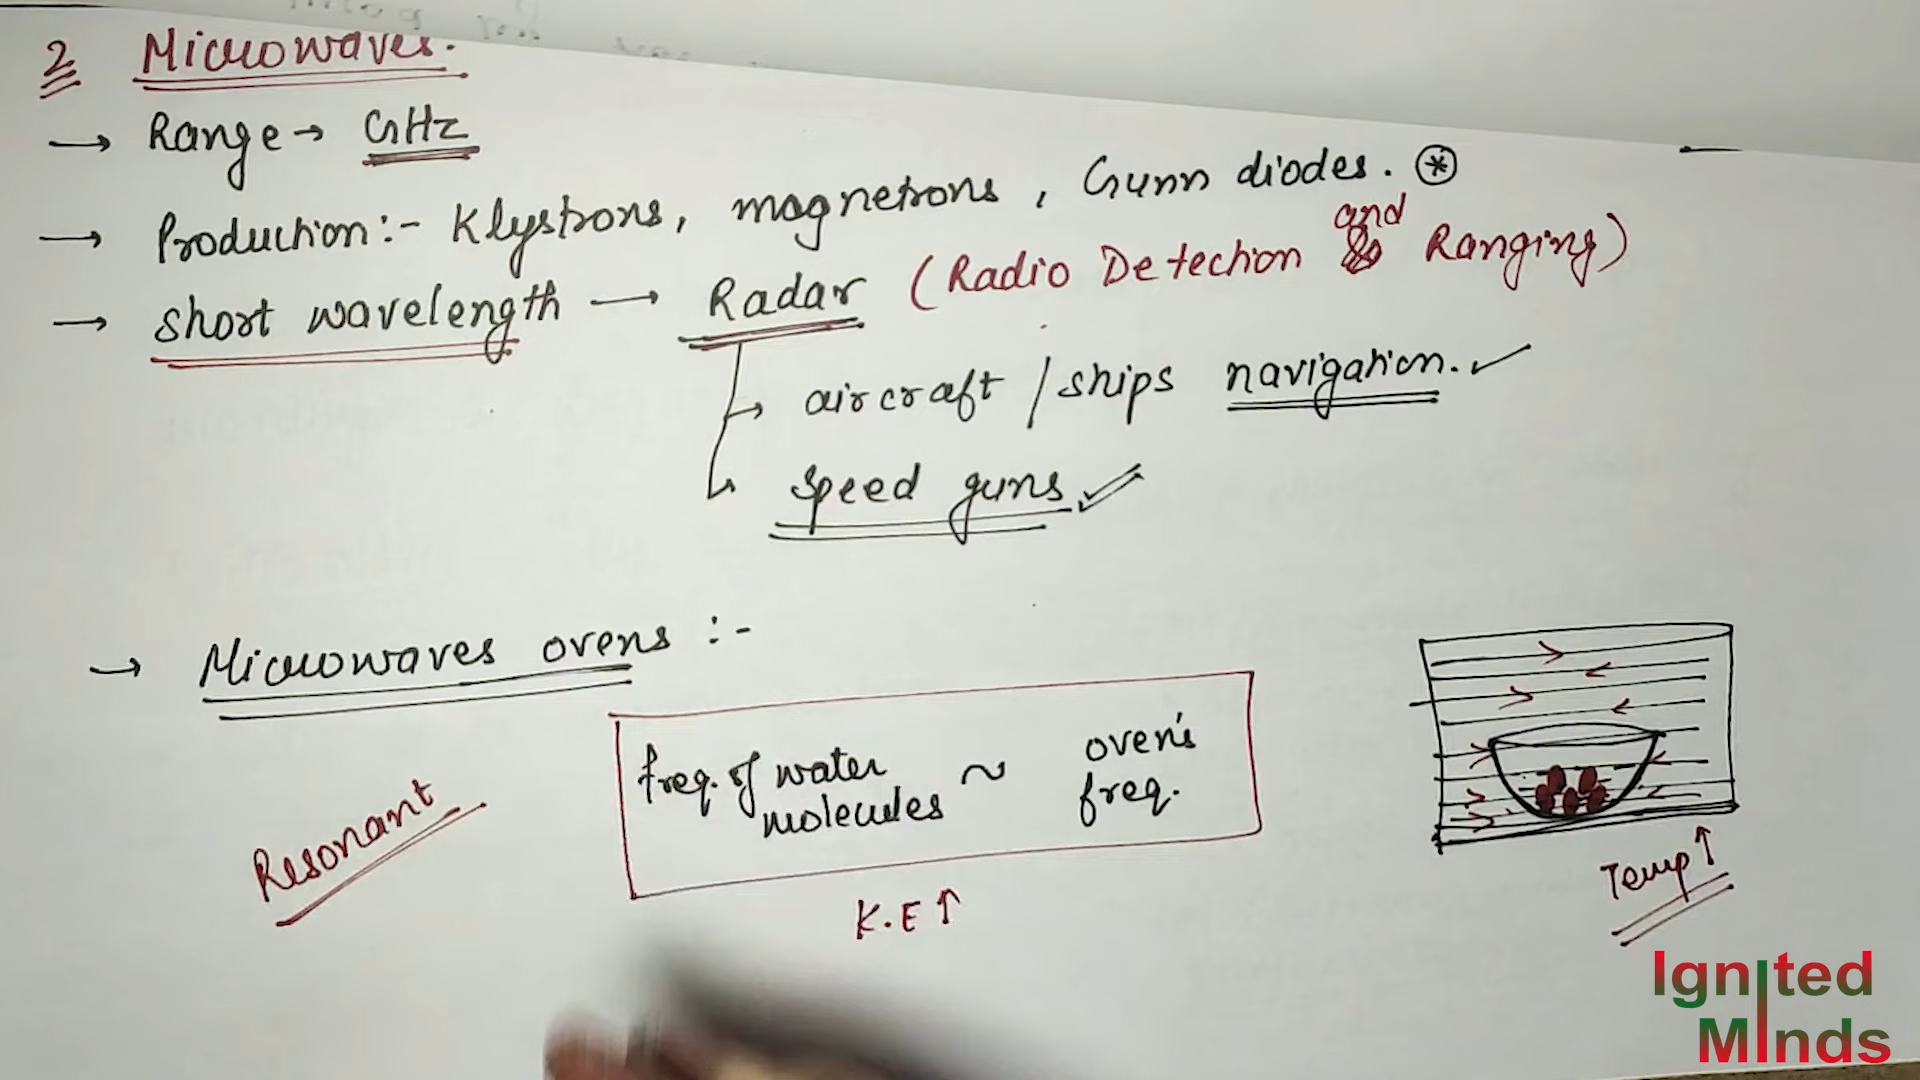 2 Microwaves.
→ Range → GHz
→ Production:- Klystrons, magnetrons, Gunn diodes. *
→ short wavelength → Radar (Radio Detection and Ranging)
→ aircraft / ships navigation. ✓
→ Speed guns ✓
→ Microwaves ovens :-
freq. of water molecules ~ oven's freq.
Resonant
K.E ↑
Temp ↑
Ignited
Minds